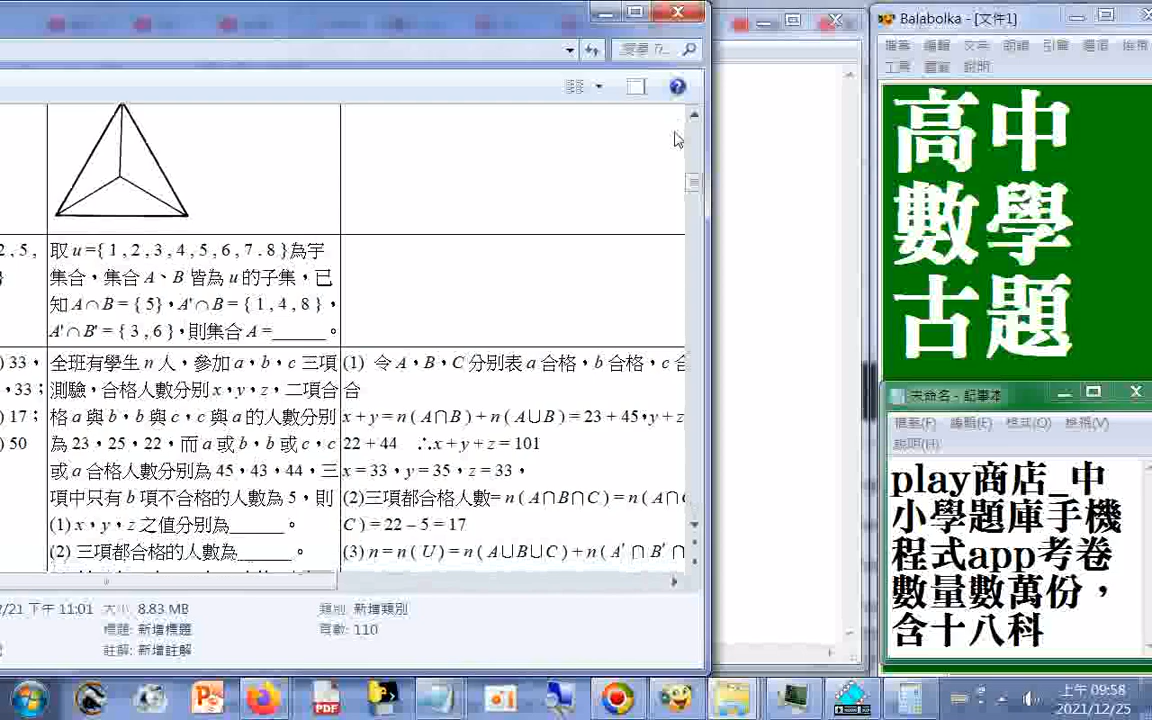 Balabolka - [文件1]
檔案 編輯 文本 朗讀 引擎 選項 檢視
工具 書籤 說明
高中
數學
古題
2 , 5 ,
取 u ={ 1 , 2 , 3 , 4 , 5 , 6 , 7 . 8 }為宇
集合，集合 A、B 皆為 u 的子集，已
知 A∩B = { 5}，A'∩B = { 1 , 4 , 8 }，
A'∩B' = { 3 , 6 }，則集合 A =______。
) 33，
，33；
) 17；
) 50
全班有學生 n 人，參加 a，b，c 三項
測驗，合格人數分別 x，y，z，二項合
格 a 與 b，b 與 c，c 與 a 的人數分別
為 23，25，22，而 a 或 b，b 或 c，c
或 a 合格人數分別為 45，43，44，三
項中只有 b 項不合格的人數為 5，則
(1) x，y，z 之值分別為______。
(2) 三項都合格的人數為______。
(1) 令 A，B，C 分別表 a 合格，b 合格，c 合
合
x + y = n ( A∩B ) + n ( A∪B ) = 23 + 45，y + z
22 + 44 ∴x + y + z = 101
x = 33，y = 35，z = 33，
(2)三項都合格人數= n ( A∩B∩C ) = n ( A∩C
C ) = 22 – 5 = 17
(3) n = n ( U ) = n ( A∪B∪C ) + n ( A' ∩ B' ∩
/21 下午 11:01
大小: 8.83 MB
標題: 新增標題
註解: 新增註解
類別: 新增類別
頁數: 110
未命名 - 記事本
檔案(F) 編輯(E) 格式(O) 檢視(V)
說明(H)
play商店_中
小學題庫手機
程式app考卷
數量數萬份，
含十八科
PDF
上午 09:58
2021/12/25